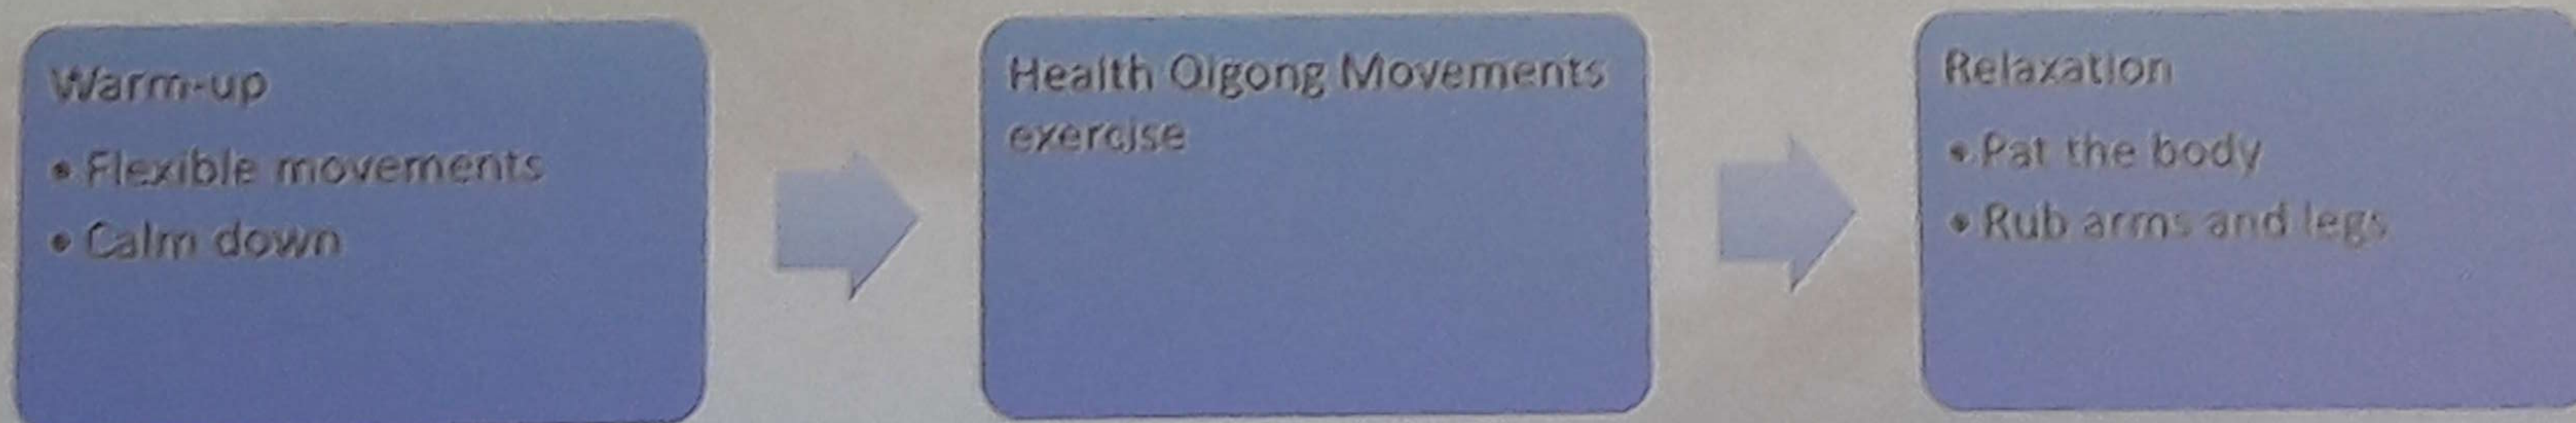 Warm-up
• Flexible movements
• Calm down
Health Qigong Movements
exercise
Relaxation
• Pat the body
• Rub arms and legs